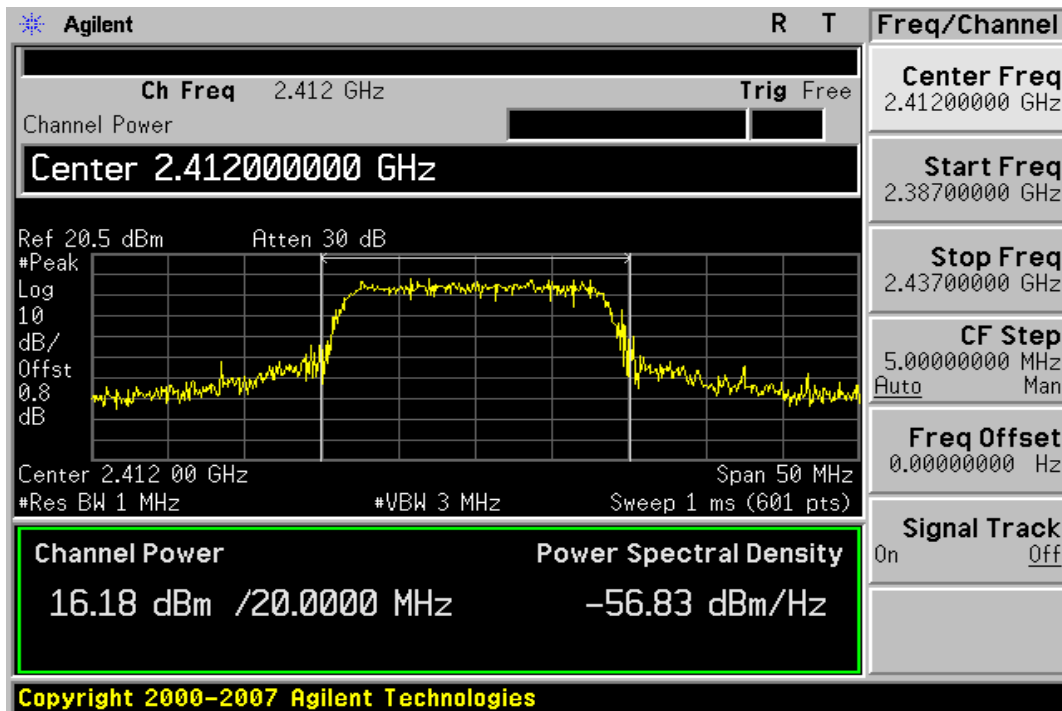 Agilent R T
Ch Freq 2.412 GHz Trig Free
Channel Power
Center 2.412000000 GHz
Ref 20.5 dBm Atten 30 dB
#Peak
Log
10
dB/
Offst
0.8
dB
Center 2.412 00 GHz Span 50 MHz
#Res BW 1 MHz #VBW 3 MHz Sweep 1 ms (601 pts)
Channel Power Power Spectral Density
16.18 dBm /20.0000 MHz -56.83 dBm/Hz
Copyright 2000-2007 Agilent Technologies
Freq/Channel
Center Freq
2.41200000 GHz
Start Freq
2.38700000 GHz
Stop Freq
2.43700000 GHz
CF Step
5.00000000 MHz
Auto Man
Freq Offset
0.00000000 Hz
Signal Track
On Off